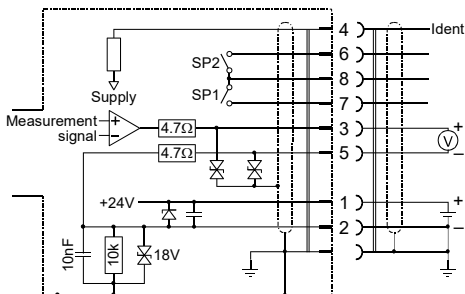 4
Ident
6
SP2
8
SP1
7
Supply
Measurement
signal
+
−
4.7Ω
3
+
V
4.7Ω
5
−
+24V
1
+
2
−
10nF
10k
18V